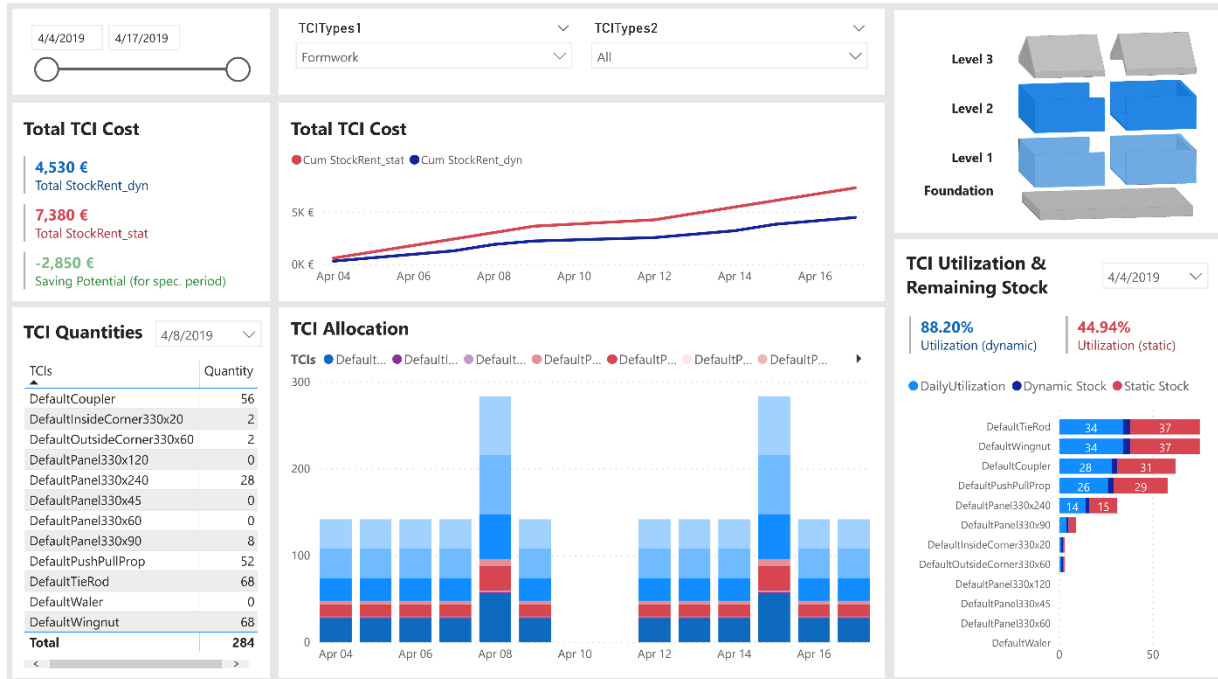 4/4/2019 4/17/2019
TCITypes1
Formwork
TCITypes2
All
Level 3
Level 2
Level 1
Foundation
Total TCI Cost
4,530 €
Total StockRent_dyn
7,380 €
Total StockRent_stat
-2,850 €
Saving Potential (for spec. period)
Total TCI Cost
Cum StockRent_stat Cum StockRent_dyn
5K €
0K €
Apr 04 Apr 06 Apr 08 Apr 10 Apr 12 Apr 14 Apr 16
TCI Quantities 4/8/2019
TCIs Quantity
DefaultCoupler 56
DefaultInsideCorner330x20 2
DefaultOutsideCorner330x60 2
DefaultPanel330x120 0
DefaultPanel330x240 28
DefaultPanel330x45 0
DefaultPanel330x60 0
DefaultPanel330x90 8
DefaultPushPullProp 52
DefaultTieRod 68
DefaultWaler 0
DefaultWingnut 68
Total 284
TCI Allocation
TCIs Default... DefaultI... Default... DefaultP... DefaultP... DefaultP... DefaultP...
300
200
100
0
Apr 04 Apr 06 Apr 08 Apr 10 Apr 12 Apr 14 Apr 16
TCI Utilization &
Remaining Stock
4/4/2019
88.20%
Utilization (dynamic)
44.94%
Utilization (static)
DailyUtilization Dynamic Stock Static Stock
DefaultTieRod 34 37
DefaultWingnut 34 37
DefaultCoupler 28 31
DefaultPushPullProp 26 29
DefaultPanel330x240 14 15
DefaultPanel330x90
DefaultInsideCorner330x20
DefaultOutsideCorner330x60
DefaultPanel330x120
DefaultPanel330x45
DefaultPanel330x60
DefaultWaler
0 50